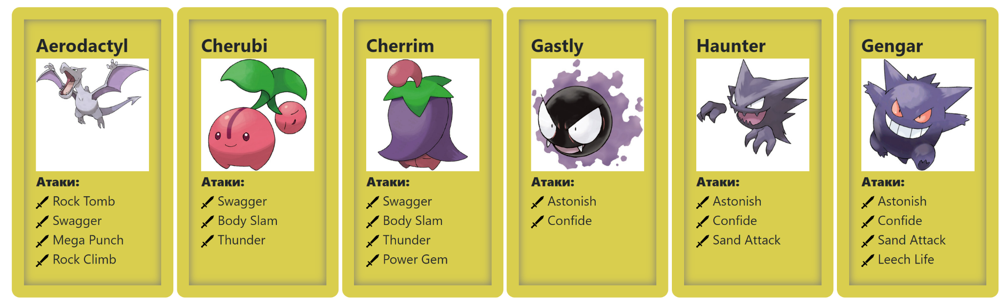 Aerodactyl
Атаки:
Rock Tomb
Swagger
Mega Punch
Rock Climb
Cherubi
Атаки:
Swagger
Body Slam
Thunder
Cherrim
Атаки:
Swagger
Body Slam
Thunder
Power Gem
Gastly
Атаки:
Astonish
Confide
Haunter
Атаки:
Astonish
Confide
Sand Attack
Gengar
Атаки:
Astonish
Confide
Sand Attack
Leech Life